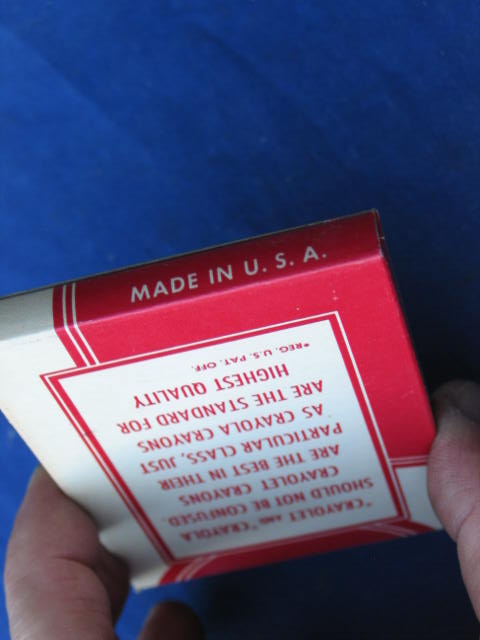 MADE IN U. S. A.
"CRAYOLET AND "CRAYOLA
SHOULD NOT BE CONFUSED.
CRAYOLET CRAYONS
ARE THE BEST IN THEIR
PARTICULAR CLASS, JUST
AS CRAYOLA CRAYONS
ARE THE STANDARD FOR
HIGHEST QUALITY
*REG. U.S. PAT. OFF.